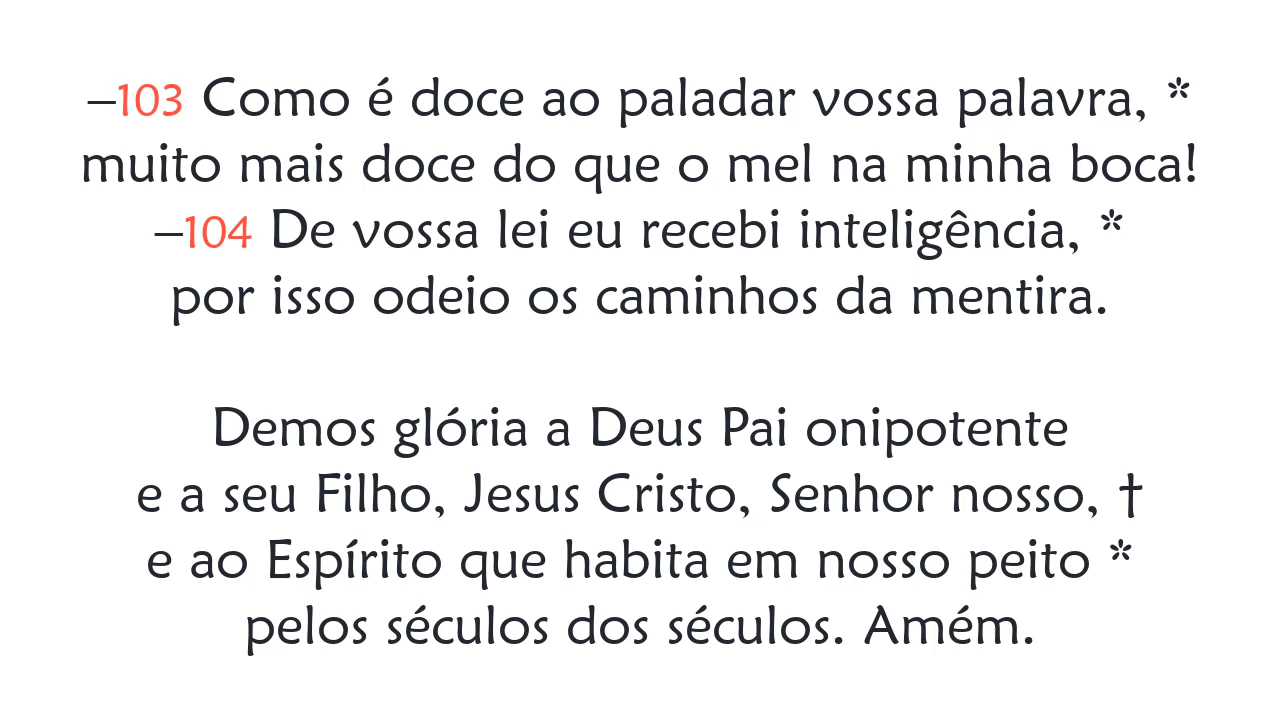 –103 Como é doce ao paladar vossa palavra, *
muito mais doce do que o mel na minha boca!
–104 De vossa lei eu recebi inteligência, *
por isso odeio os caminhos da mentira.
Demos glória a Deus Pai onipotente
e a seu Filho, Jesus Cristo, Senhor nosso, †
e ao Espírito que habita em nosso peito *
pelos séculos dos séculos. Amém.